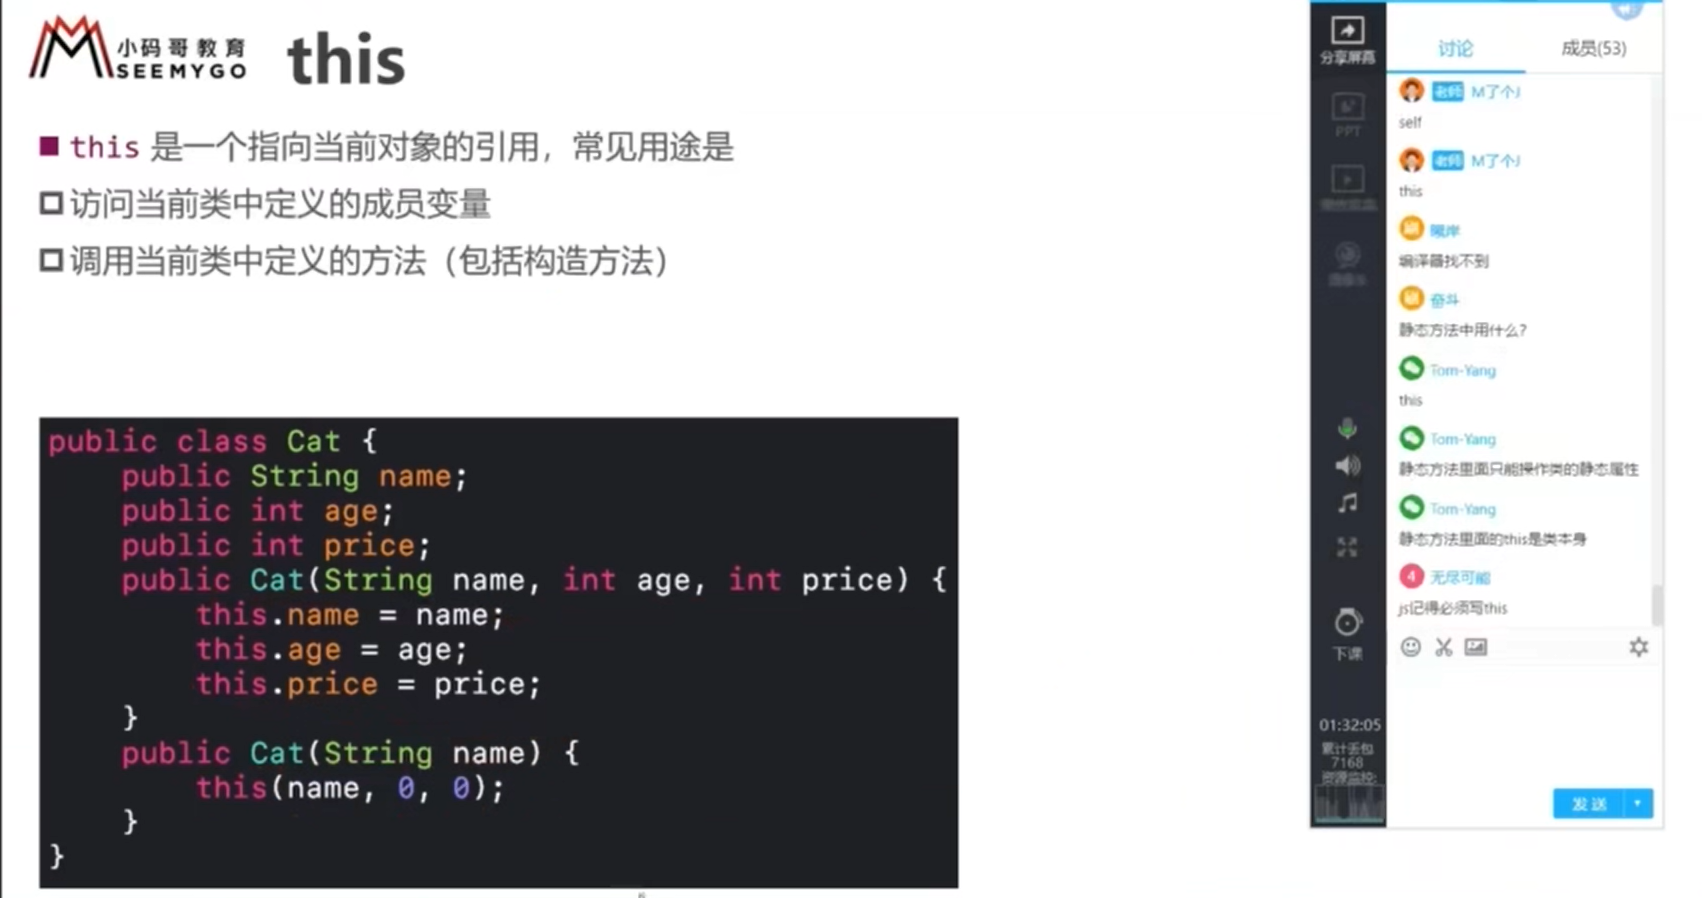 小码哥教育
SEEMYGO
this
this 是一个指向当前对象的引用，常见用途是
访问当前类中定义的成员变量
调用当前类中定义的方法（包括构造方法）
public class Cat {
public String name;
public int age;
public int price;
public Cat(String name, int age, int price) {
this.name = name;
this.age = age;
this.price = price;
}
public Cat(String name) {
this(name, 0, 0);
}
}
分享屏幕
PPT
下课
01:32:05
累计丢包
7168
资源监控:
讨论
成员(53)
老师 M了个J
self
老师 M了个J
this
曦岸
编译器找不到
奋斗
静态方法中用什么?
Tom-Yang
this
Tom-Yang
静态方法里面只能操作类的静态属性
Tom-Yang
静态方法里面的this是类本身
4 无尽可能
js记得必须写this
发送